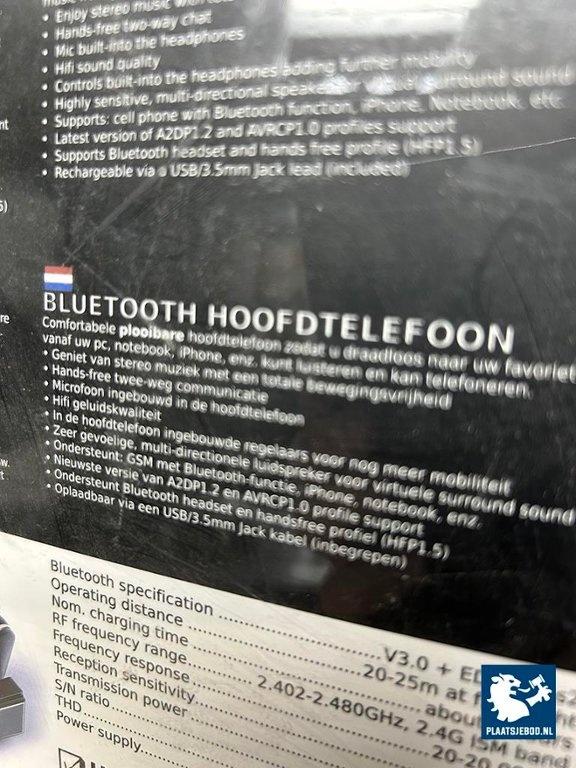 • Enjoy stereo music
• Hands-free two-way chat
• Mic built-into the headphones
• Hifi sound quality
• Controls built-into the headphones adding further mobility
• Highly sensitive, multi-directional surround sound
• Supports: cell phone with Bluetooth function, iPhone, Notebook, etc.
• Latest version of A2DP1.2 and AVRCP1.0 profiles support
• Supports Bluetooth headset and hands free profile (HFP1.5)
• Rechargeable via a USB/3.5mm Jack lead (included)
BLUETOOTH HOOFDTELEFOON
Comfortabele plooibare hoofdtelefoon zodat u draadloos naar uw favoriete
vanaf uw pc, notebook, iPhone, enz. kunt luisteren en kan telefoneren.
• Geniet van stereo muziek met een totale bewegingsvrijheid
• Hands-free twee-weg communicatie
• Microfoon ingebouwd in de hoofdtelefoon
• Hifi geluidskwaliteit
• In de hoofdtelefoon ingebouwde regelaars voor nog meer mobiliteit
• Zeer gevoelige, multi-directionele luidspreker voor virtuele surround sound
• Ondersteunt: GSM met Bluetooth-functie, iPhone, notebook, enz.
• Nieuwste versie van A2DP1.2 en AVRCP1.0 profile support
• Ondersteunt Bluetooth headset en handsfree profiel (HFP1.5)
• Oplaadbaar via een USB/3.5mm Jack kabel (inbegrepen)
Bluetooth specification ........ V3.0 +
Operating distance ........ 20-25m at
Nom. charging time ........
RF frequency range ........ 2.402-2.480GHz, 2.4G ISM band
Frequency response ........ 20-20
Reception sensitivity ........
Transmission power ........
S/N ratio ........
THD ........
Power supply ........
PLAATSJEBOD.NL